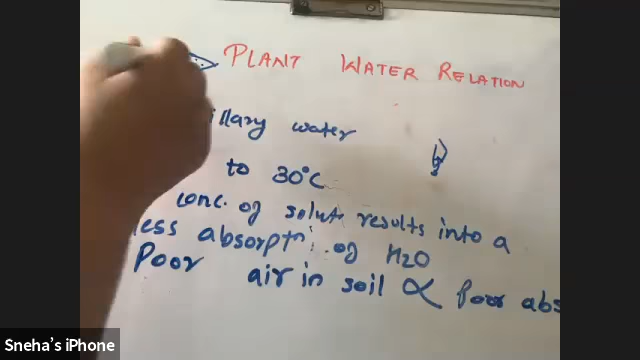 PLANT WATER RELATION
illary water
to 30°C
conc. of solute results into a
less absorptn. of H2O
Poor air in soil ∝ poor abs
Sneha's iPhone